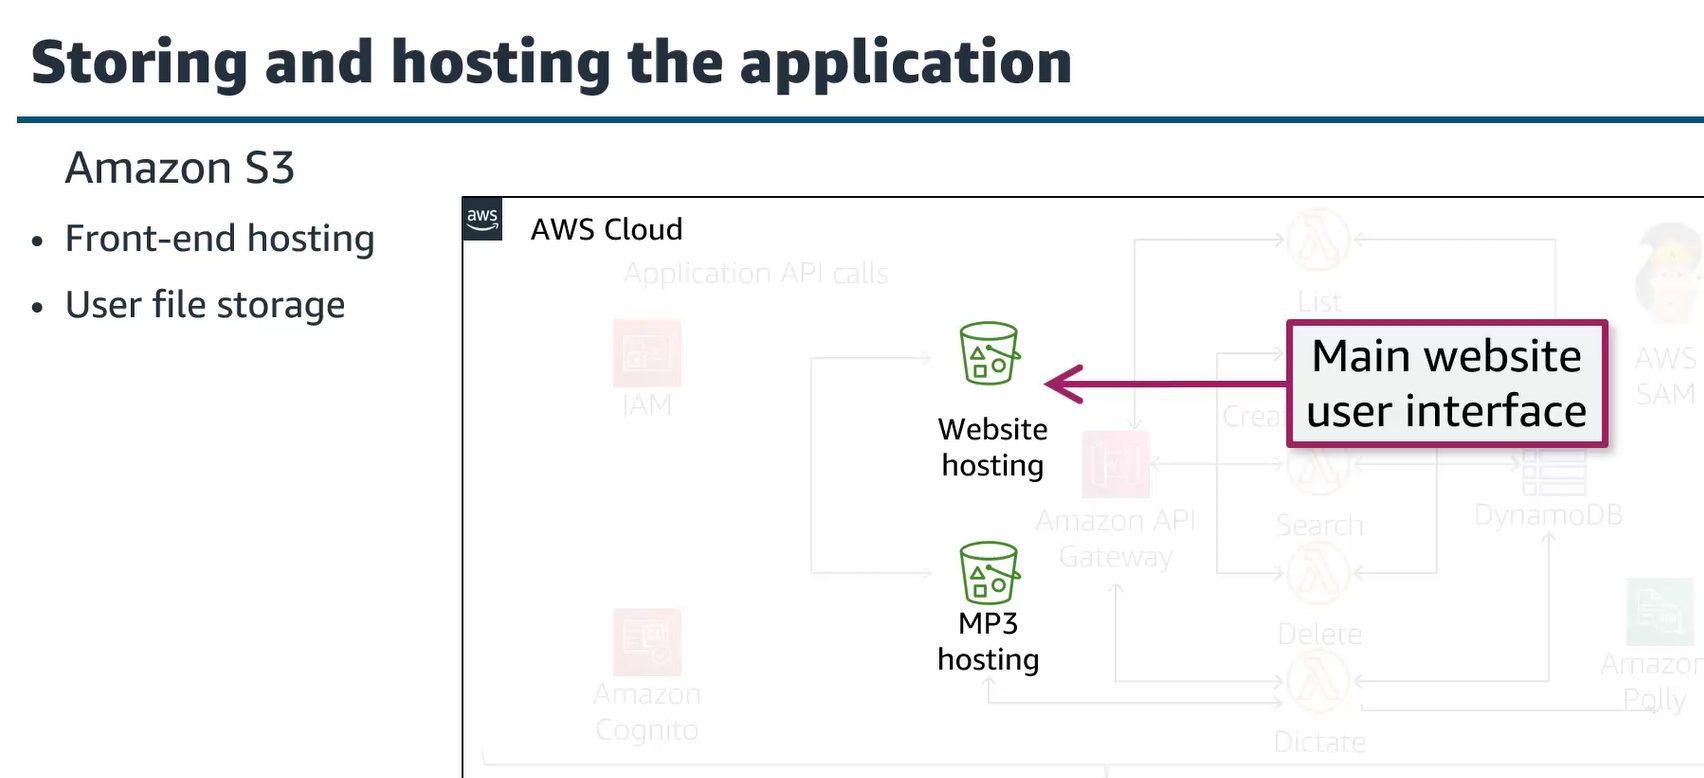 Storing and hosting the application
Amazon S3
• Front-end hosting
• User file storage
aws
AWS Cloud
Application API calls
List
IAM
Website
hosting
Main website
user interface
AWS
SAM
Amazon API
Gateway
Search
DynamoDB
MP3
hosting
Delete
Amazon
Cognito
Dictate
Polly